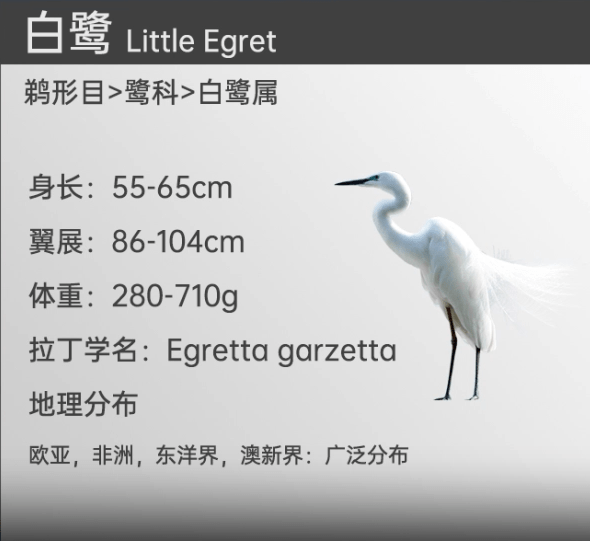 白鹭 Little Egret
鹈形目>鹭科>白鹭属
身长：55-65cm
翼展：86-104cm
体重：280-710g
拉丁学名：Egretta garzetta
地理分布
欧亚，非洲，东洋界，澳新界：广泛分布